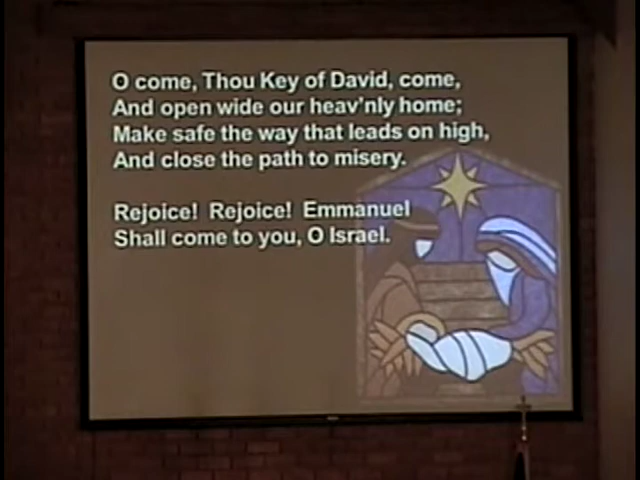 O come, Thou Key of David, come,
And open wide our heav'nly home;
Make safe the way that leads on high,
And close the path to misery.
Rejoice! Rejoice! Emmanuel
Shall come to you, O Israel.